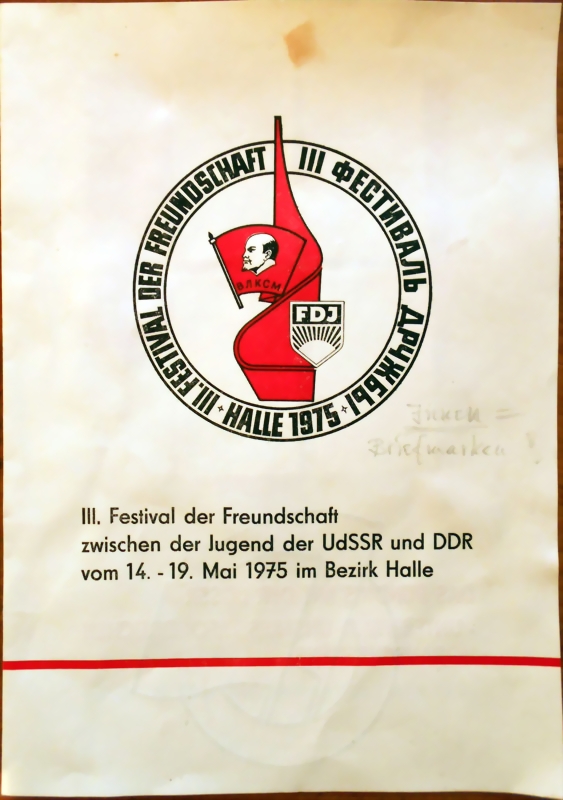 III. FESTIVAL DER FREUNDSCHAFT
III ФЕСТИВАЛЬ ДРУЖБЫ
ВЛКСМ
FDJ
HALLE 1975
Innen =
Briefmarken !
III. Festival der Freundschaft
zwischen der Jugend der UdSSR und DDR
vom 14. - 19. Mai 1975 im Bezirk Halle